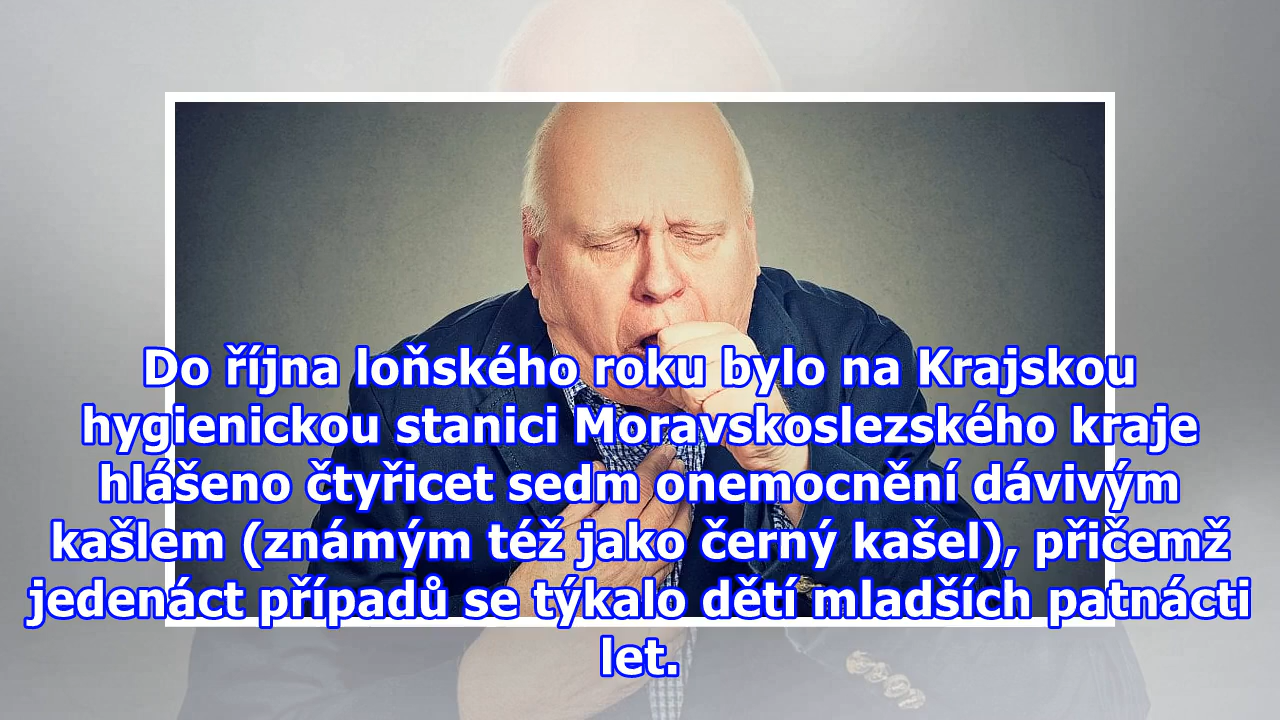 Do října loňského roku bylo na Krajskou
hygienickou stanici Moravskoslezského kraje
hlášeno čtyřicet sedm onemocnění dávivým
kašlem (známým též jako černý kašel), přičemž
jedenáct případů se týkalo dětí mladších patnácti
let.